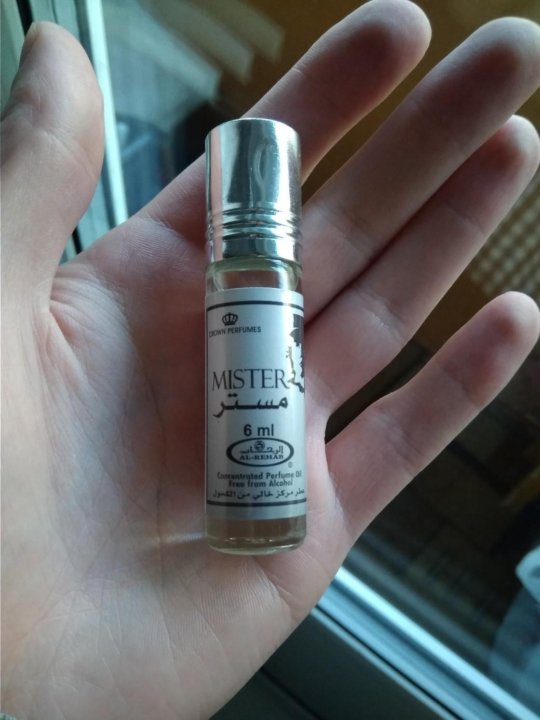 CROWN PERFUMES
MISTER
مستر
6 ml
الرحاب
AL-REHAB
®
Concentrated Perfume Oil
Free from Alcohol
عطر مركز خالي من الكحول